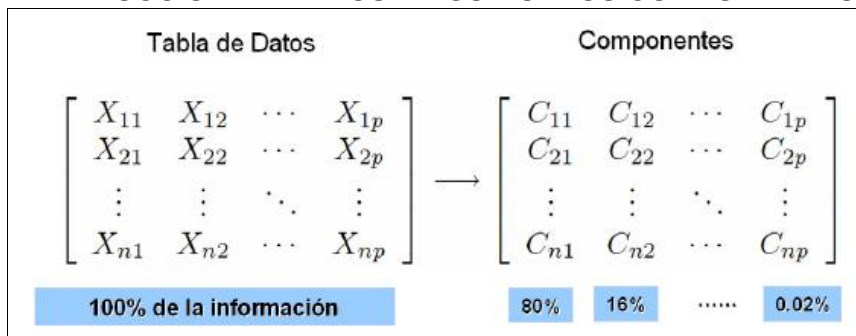 Tabla de Datos Componentes
X11 X12 ⋯ X1p C11 C12 ⋯ C1p
X21 X22 ⋯ X2p C21 C22 ⋯ C2p
⋮ ⋮ ⋱ ⋮ ⟶ ⋮ ⋮ ⋱ ⋮
Xn1 Xn2 ⋯ Xnp Cn1 Cn2 ⋯ Cnp
100% de la información 80% 16% ...... 0.02%